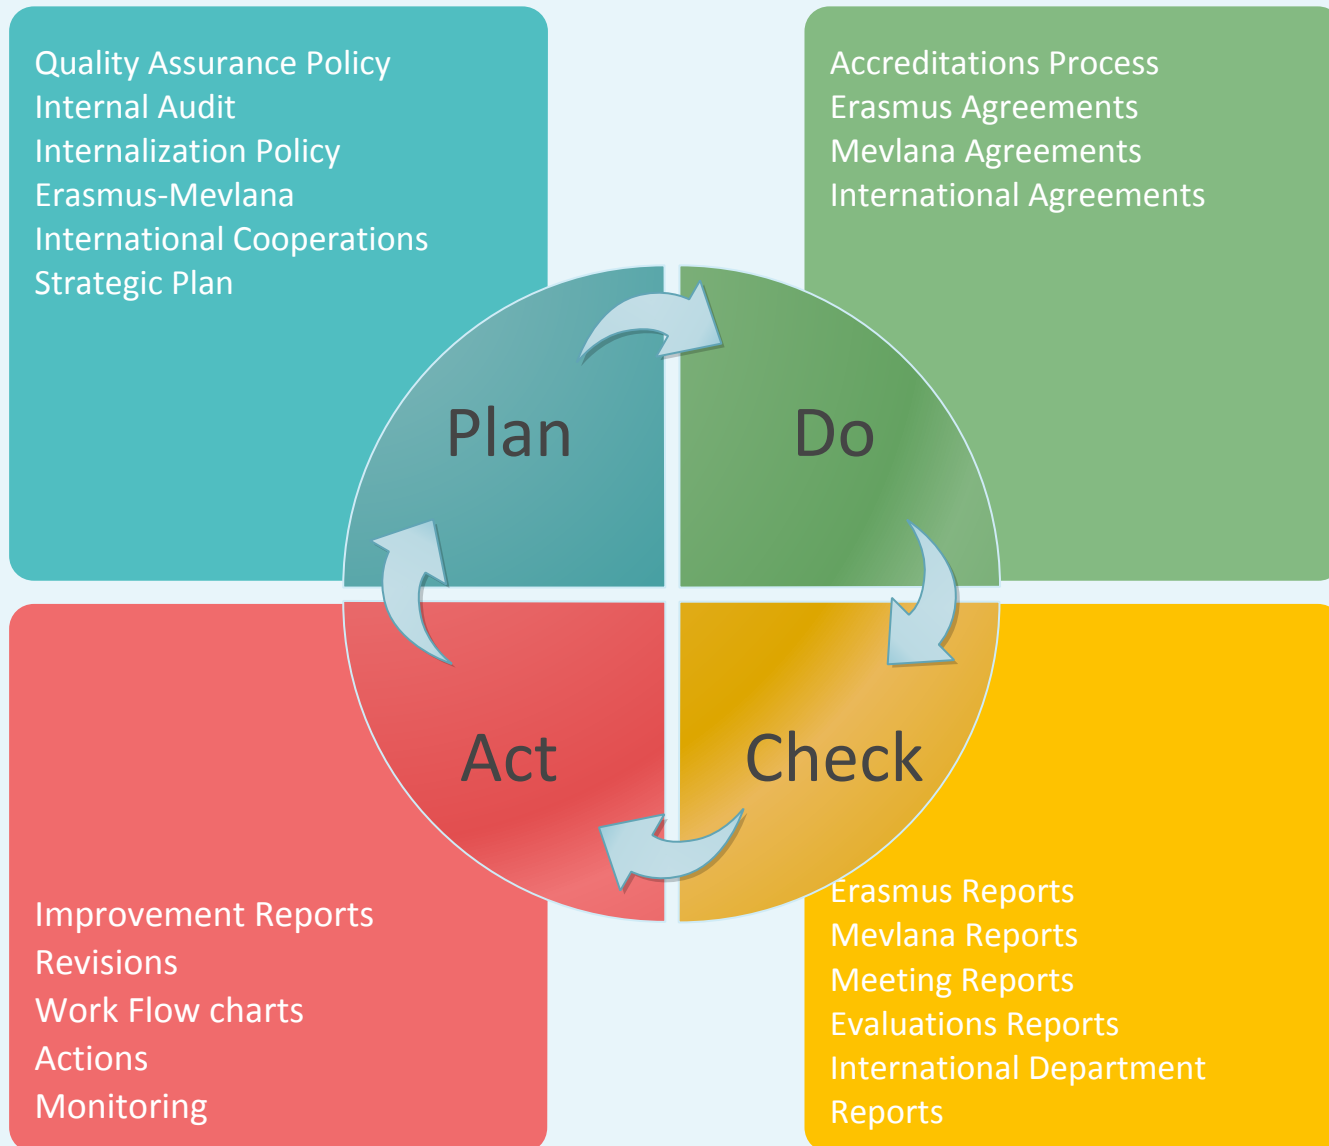 Quality Assurance Policy
Internal Audit
Internalization Policy
Erasmus-Mevlana
International Cooperations
Strategic Plan
Accreditations Process
Erasmus Agreements
Mevlana Agreements
International Agreements
Plan
Do
Act
Check
Improvement Reports
Revisions
Work Flow charts
Actions
Monitoring
Erasmus Reports
Mevlana Reports
Meeting Reports
Evaluations Reports
International Department
Reports